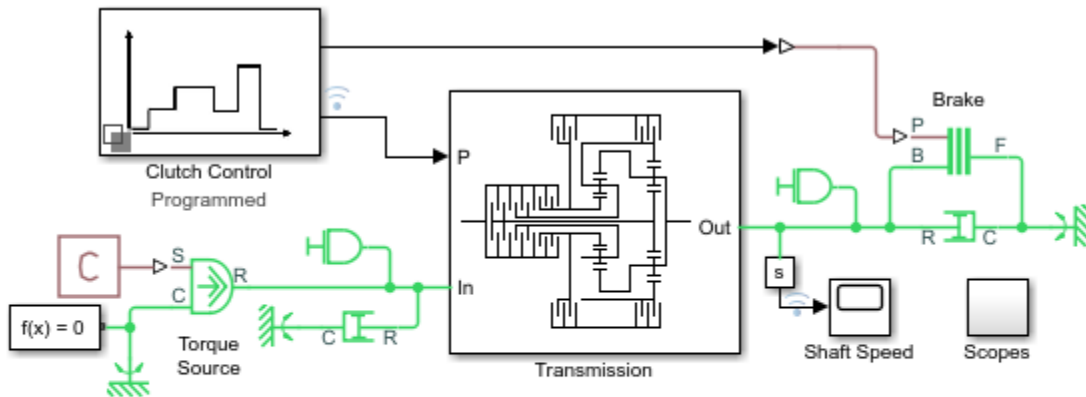 Clutch Control
Programmed
Brake
P
B
F
R
C
P
In
Out
Transmission
C
S
C
R
Torque
Source
f(x) = 0
C
R
s
Shaft Speed
Scopes